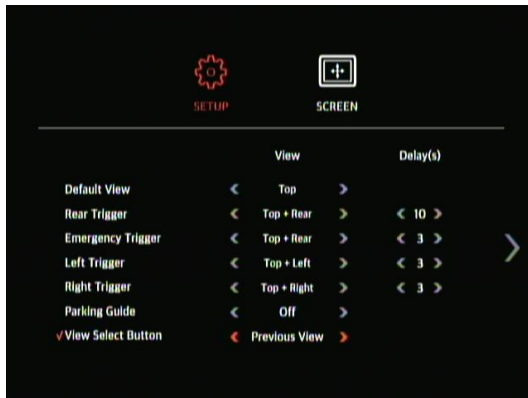 SETUP SCREEN
View Delay(s)
Default View Top
Rear Trigger Top + Rear 10
Emergency Trigger Top + Rear 3
Left Trigger Top + Left 3
Right Trigger Top + Right 3
Parking Guide Off
√View Select Button Previous View